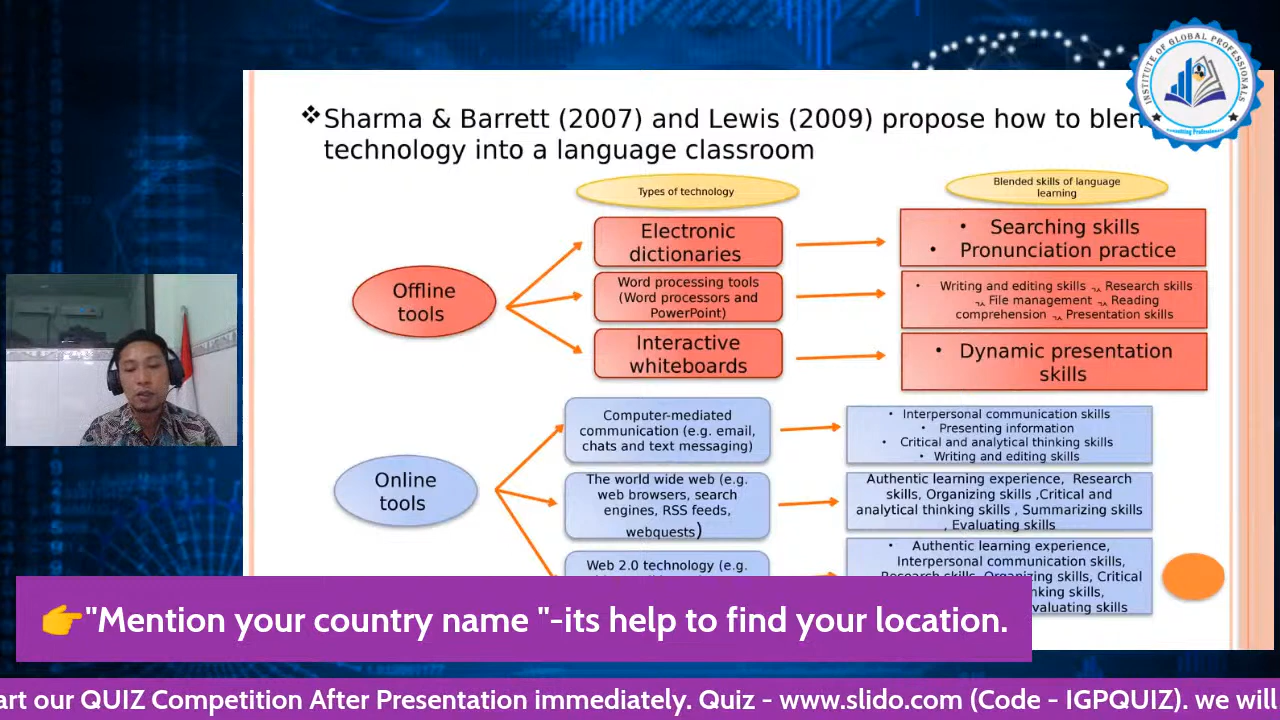 INSTITUTE OF GLOBAL PROFESSIONALS
Consulting Professionals
❖Sharma & Barrett (2007) and Lewis (2009) propose how to blen
technology into a language classroom
Types of technology
Blended skills of language
learning
Offline
tools
Electronic
dictionaries
• Searching skills
• Pronunciation practice
Word processing tools
(Word processors and
PowerPoint)
• Writing and editing skills Research skills
File management Reading
comprehension Presentation skills
Interactive
whiteboards
• Dynamic presentation
skills
Online
tools
Computer-mediated
communication (e.g. email,
chats and text messaging)
• Interpersonal communication skills
• Presenting information
• Critical and analytical thinking skills
• Writing and editing skills
The world wide web (e.g.
web browsers, search
engines, RSS feeds,
webquests)
Authentic learning experience, Research
skills, Organizing skills ,Critical and
analytical thinking skills , Summarizing skills
, Evaluating skills
Web 2.0 technology (e.g.
• Authentic learning experience,
Interpersonal communication skills,
Research skills, Organizing skills, Critical
nking skills,
valuating skills
👉"Mention your country name "-its help to find your location.
art our QUIZ Competition After Presentation immediately. Quiz - www.slido.com (Code - IGPQUIZ). we will